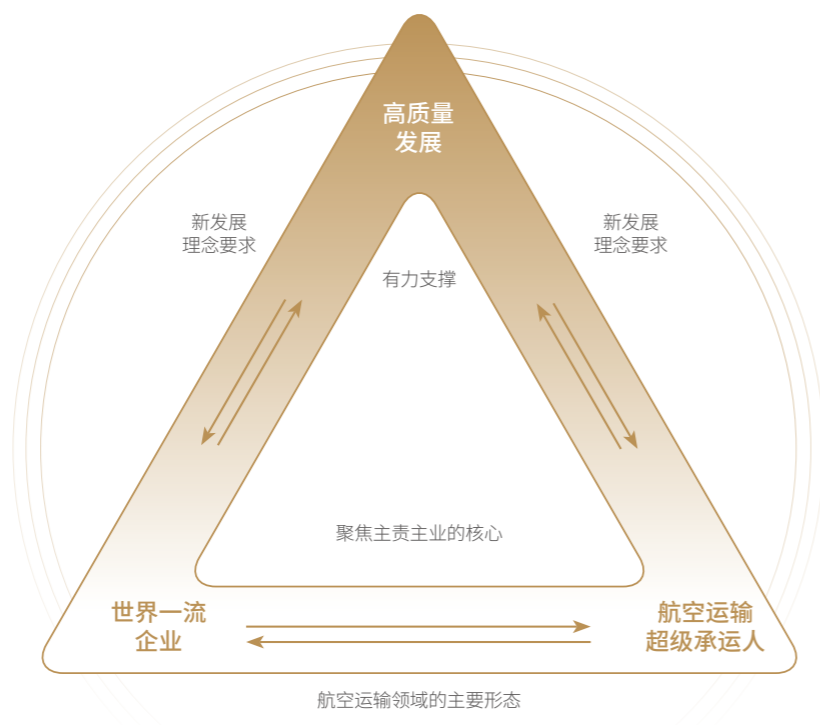 高质量
发展
新发展
理念要求
新发展
理念要求
有力支撑
聚焦主责主业的核心
世界一流
企业
航空运输
超级承运人
航空运输领域的主要形态